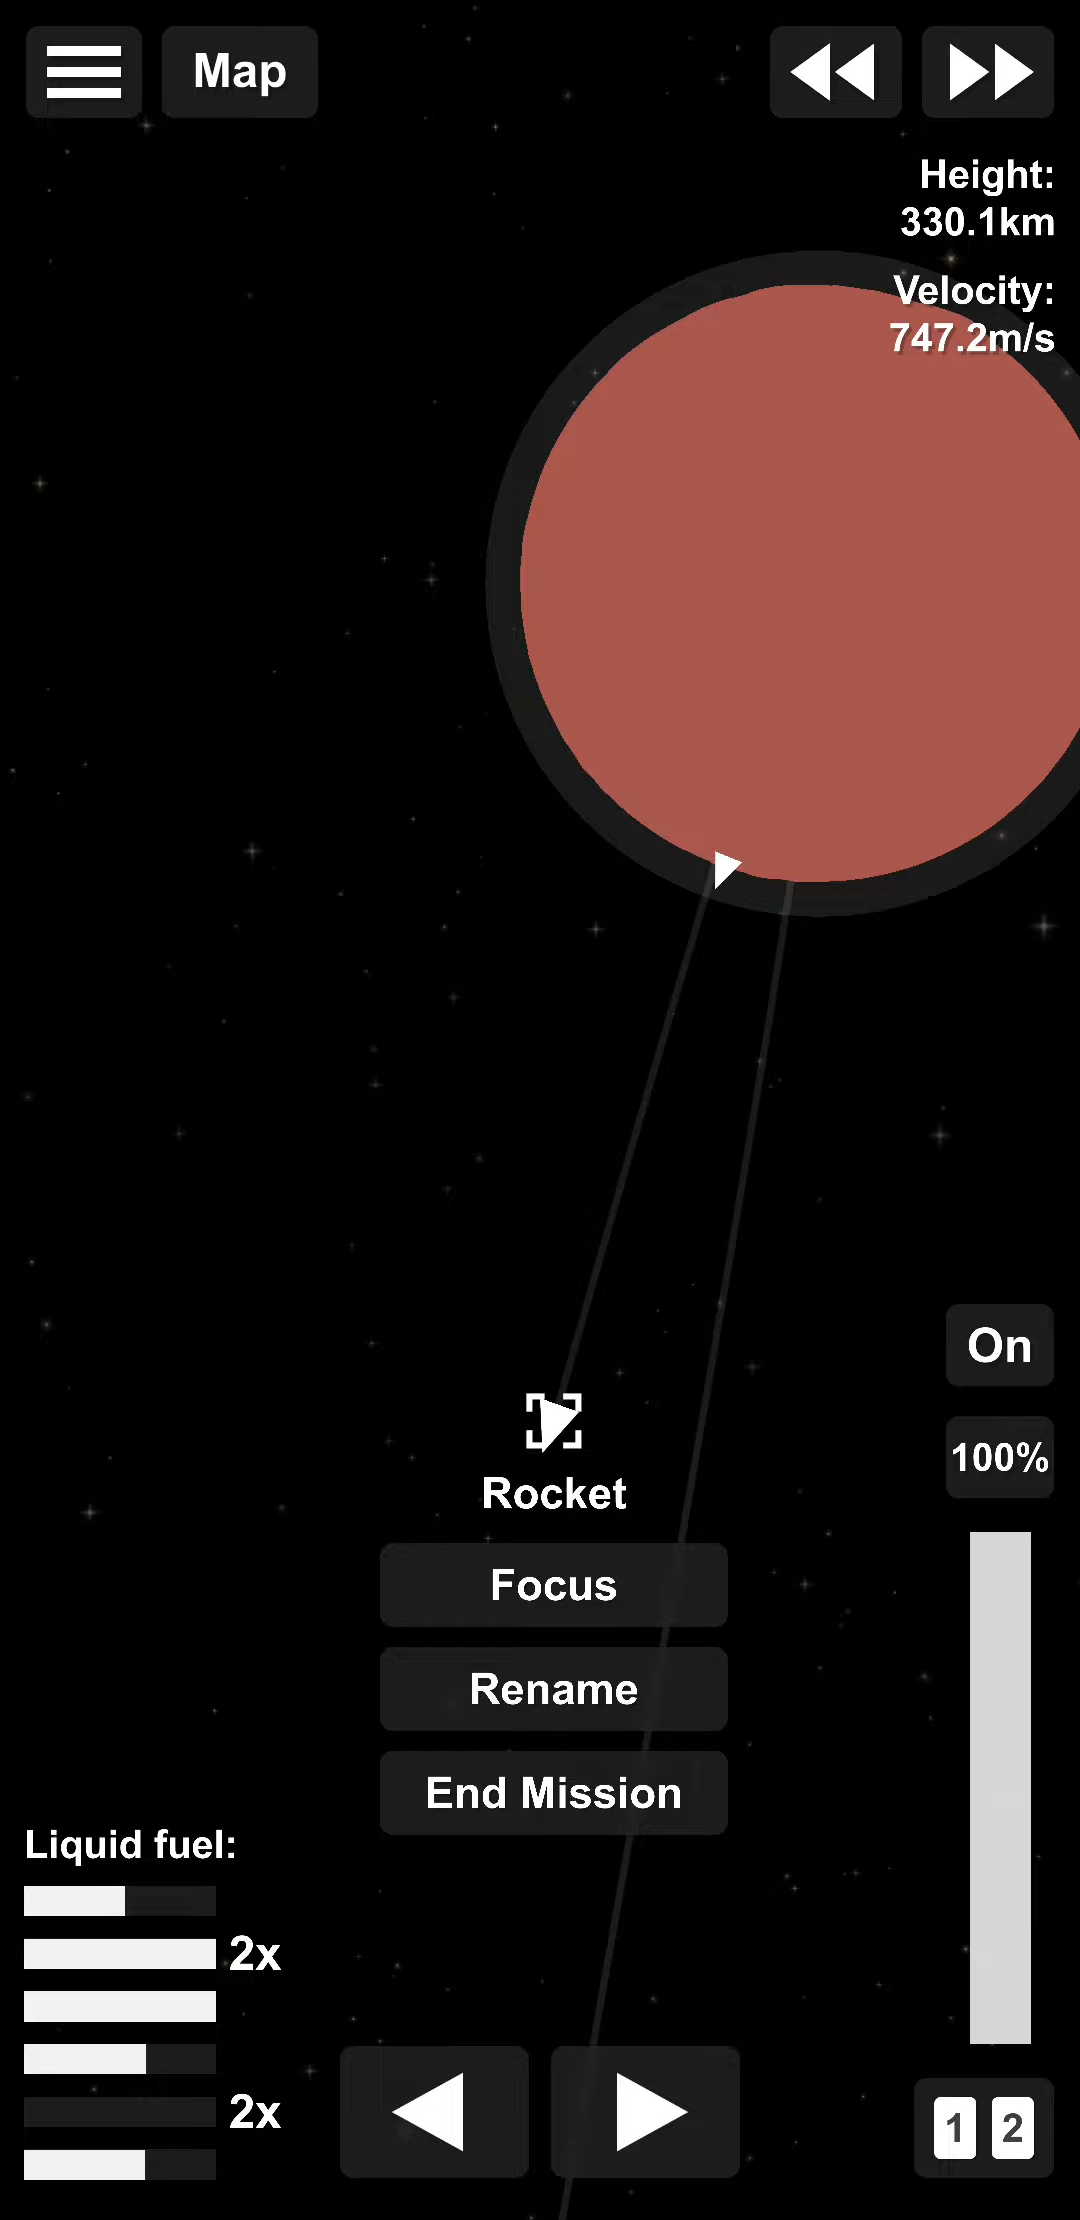 Map
Height:
330.1km
Velocity:
747.2m/s
On
100%
Rocket
Focus
Rename
End Mission
Liquid fuel:
2x
2x
1 2